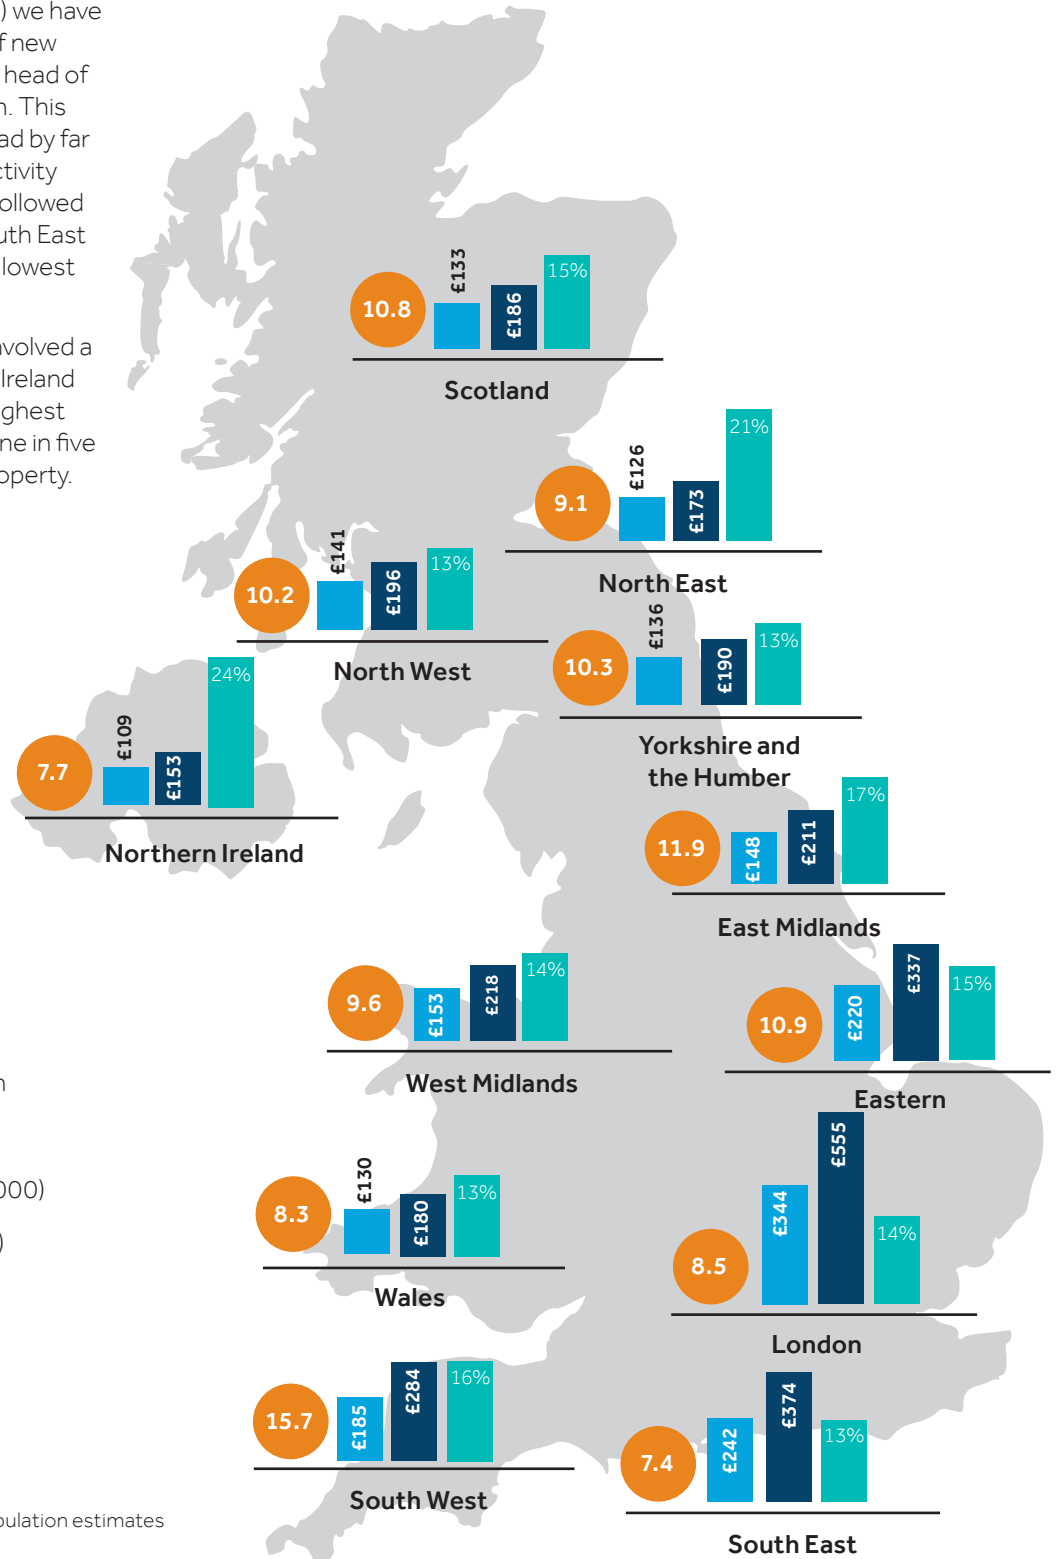 ) we have
f new
head of
n. This
ad by far
ctivity
ollowed
uth East
lowest
nvolved a
Ireland
ghest
ne in five
operty.
10.8 £133 £186 15%
Scotland
9.1 £126 £173 21%
North East
10.2 £141 £196 13%
North West
10.3 £136 £190 13%
Yorkshire and
the Humber
7.7 £109 £153 24%
Northern Ireland
11.9 £148 £211 17%
East Midlands
9.6 £153 £218 14%
West Midlands
10.9 £220 £337 15%
Eastern
n
000)
)
8.3 £130 £180 13%
Wales
8.5 £344 £555 14%
London
15.7 £185 £284 16%
South West
7.4 £242 £374 13%
South East
pulation estimates